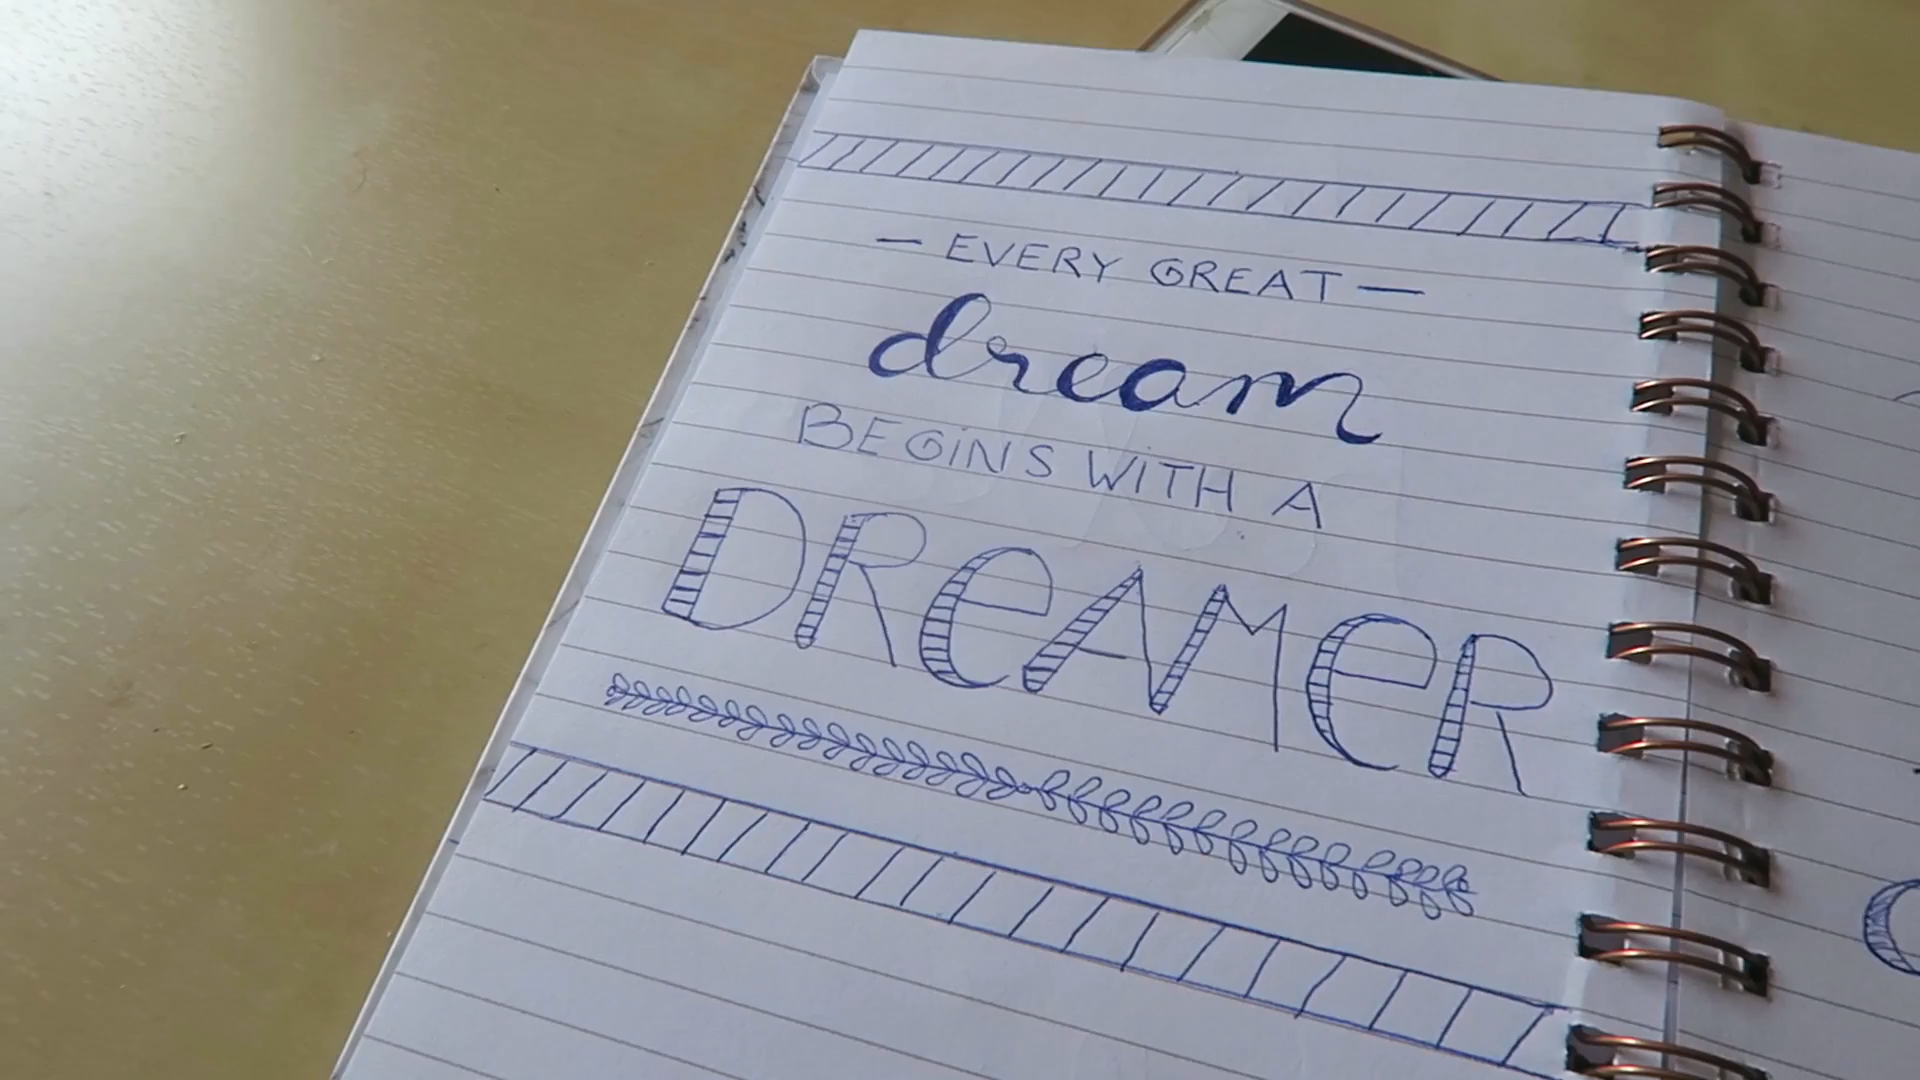 — EVERY GREAT —
dream
BEGINS WITH A
DREAMER